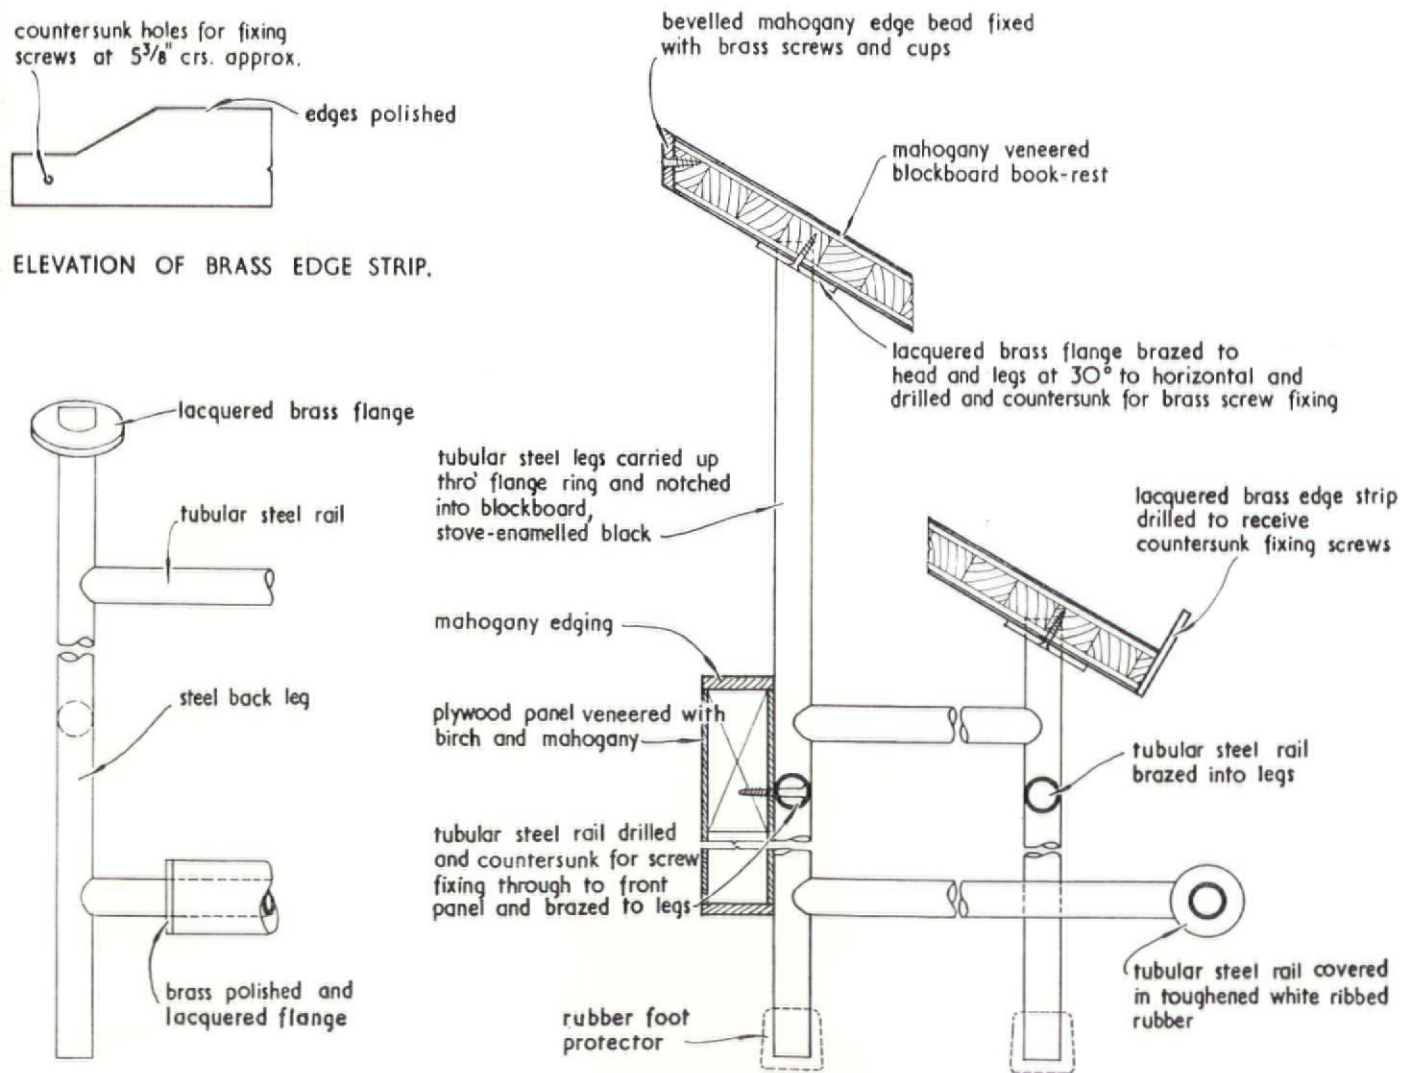 countersunk holes for fixing
screws at 5 3/8" crs. approx.
edges polished
ELEVATION OF BRASS EDGE STRIP.
lacquered brass flange
tubular steel rail
steel back leg
brass polished and
lacquered flange
bevelled mahogany edge bead fixed
with brass screws and cups
mahogany veneered
blockboard book-rest
lacquered brass flange brazed to
head and legs at 30° to horizontal and
drilled and countersunk for brass screw fixing
tubular steel legs carried up
thro' flange ring and notched
into blockboard,
stove-enamelled black
lacquered brass edge strip
drilled to receive
countersunk fixing screws
mahogany edging
plywood panel veneered with
birch and mahogany
tubular steel rail
brazed into legs
tubular steel rail drilled
and countersunk for screw
fixing through to front
panel and brazed to legs
rubber foot
protector
tubular steel rail covered
in toughened white ribbed
rubber